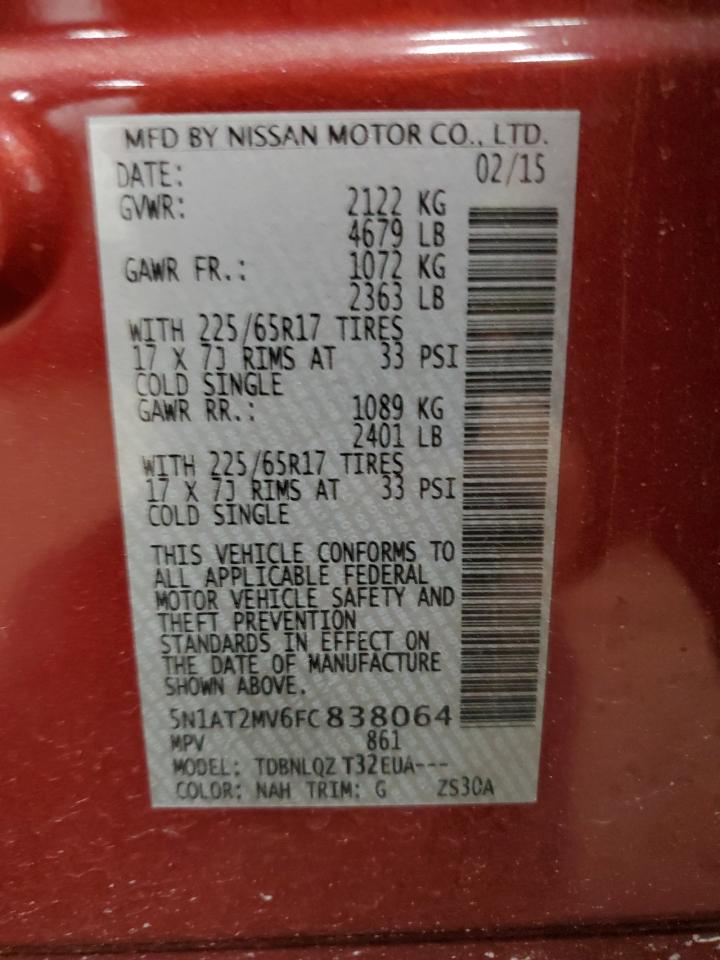 MFD BY NISSAN MOTOR CO., LTD.
DATE: 02/15
GVWR: 2122 KG
4679 LB
GAWR FR.: 1072 KG
2363 LB
WITH 225/65R17 TIRES
17 X 7J RIMS AT 33 PSI
COLD SINGLE
GAWR RR.: 1089 KG
2401 LB
WITH 225/65R17 TIRES
17 X 7J RIMS AT 33 PSI
COLD SINGLE
THIS VEHICLE CONFORMS TO
ALL APPLICABLE FEDERAL
MOTOR VEHICLE SAFETY AND
THEFT PREVENTION
STANDARDS IN EFFECT ON
THE DATE OF MANUFACTURE
SHOWN ABOVE.
5N1AT2MV6FC838064
MPV 861
MODEL: TDBNLQZ T32EUA---
COLOR: NAH TRIM: G ZS30A